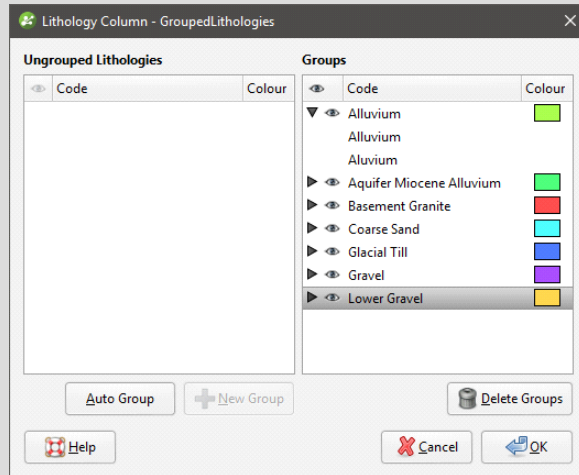 Lithology Column - GroupedLithologies
Ungrouped Lithologies
Code Colour
Groups
Code Colour
Alluvium
Alluvium
Aluvium
Aquifer Miocene Alluvium
Basement Granite
Coarse Sand
Glacial Till
Gravel
Lower Gravel
Auto Group New Group Delete Groups
Help Cancel OK